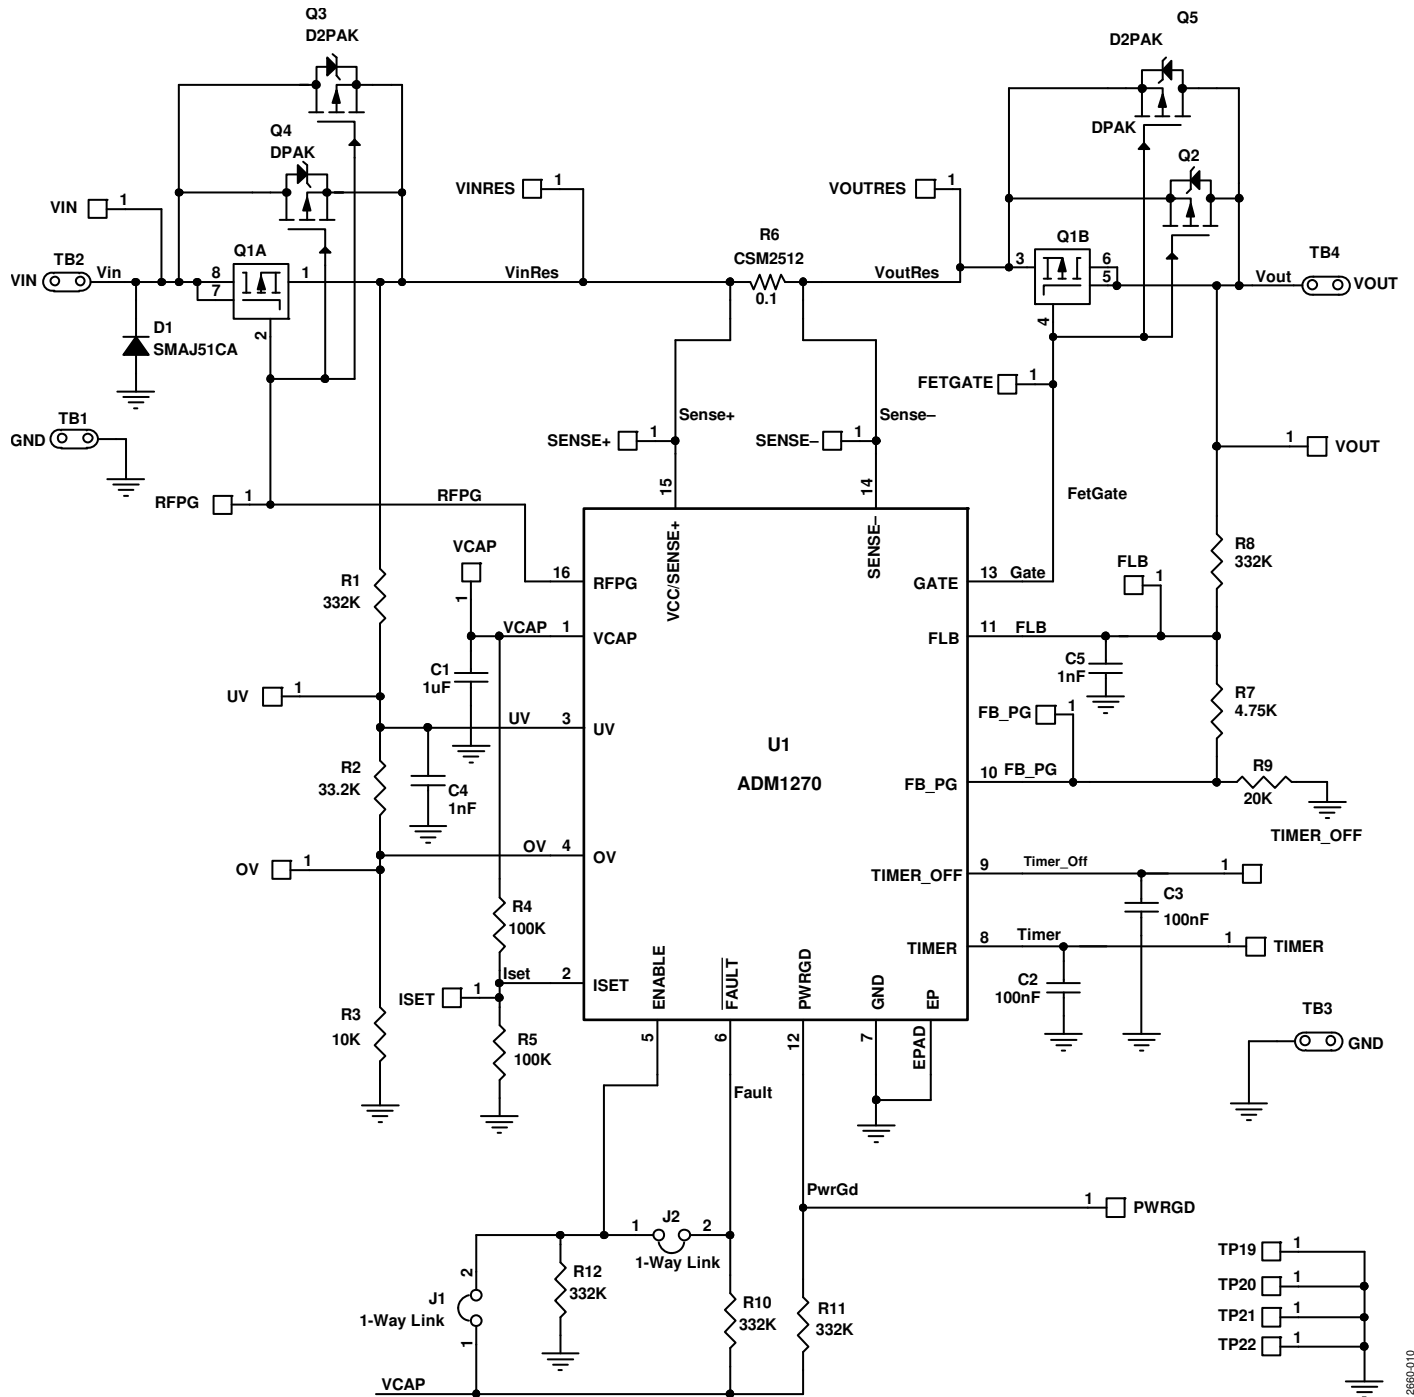 Q3
D2PAK
Q5
D2PAK
Q4
DPAK
DPAK
Q2
VIN 1
VINRES 1
VOUTRES 1
Q1A
R6
CSM2512
0.1
Q1B
VIN TB2 Vin
8
7
1
2
VinRes
VoutRes
3
6
5
4
Vout
TB4
VOUT
D1
SMAJ51CA
FETGATE 1
TB1
GND
Sense+
Sense–
SENSE+ 1
SENSE– 1
1 VOUT
RFPG 1
RFPG
15
14
FetGate
VCC/SENSE+
SENSE–
VCAP
1
R1
332K
16 RFPG
GATE 13 Gate
R8
332K
FLB
1
VCAP 1 VCAP
FLB 11 FLB
C1
1uF
C5
1nF
UV 1
UV 3 UV
R7
4.75K
FB_PG 1
U1
ADM1270
R2
33.2K
C4
1nF
FB_PG 10 FB_PG
R9
20K
TIMER_OFF
OV 1
OV 4 OV
TIMER_OFF 9 Timer_Off 1
R4
100K
C3
100nF
TIMER 8 Timer 1 TIMER
Iset 2 ISET
ISET 1
ENABLE
FAULT
PWRGD
GND
EP
C2
100nF
R3
10K
R5
100K
5
6
12
7
EPAD
TB3
GND
Fault
PwrGd
1 PWRGD
1 J2 2
1-Way Link
R12
332K
2
J1
1-Way Link
1
R10
332K
R11
332K
VCAP
TP19 1
TP20 1
TP21 1
TP22 1
2660-010